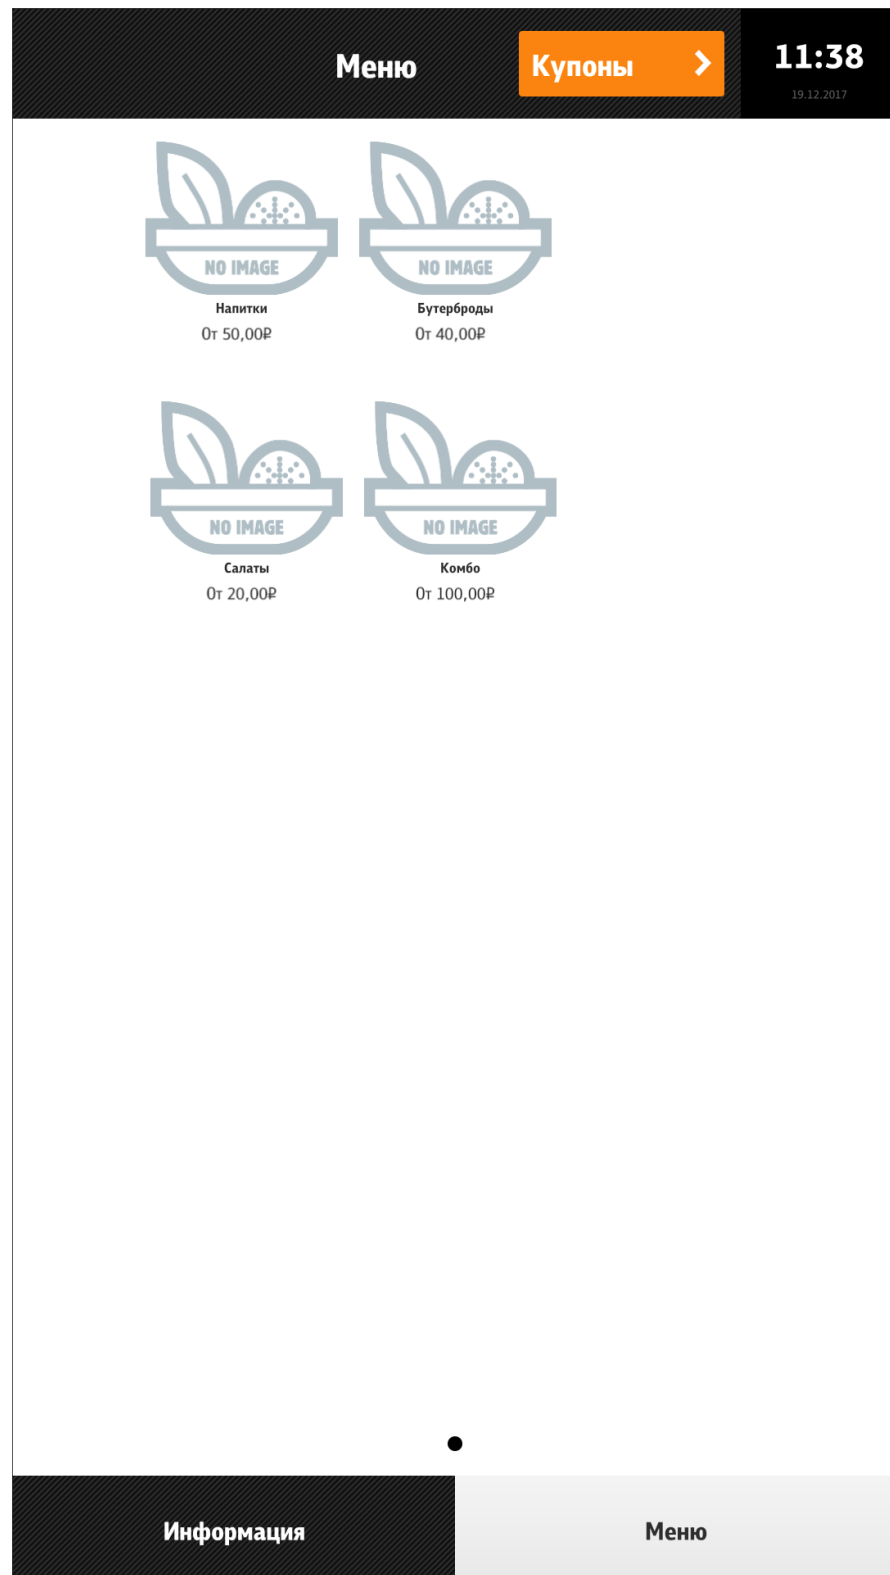 Меню
Купоны
11:38
19.12.2017
NO IMAGE
NO IMAGE
Напитки
Бутерброды
От 50,00₽
От 40,00₽
NO IMAGE
NO IMAGE
Салаты
Комбо
От 20,00₽
От 100,00₽
Информация
Меню